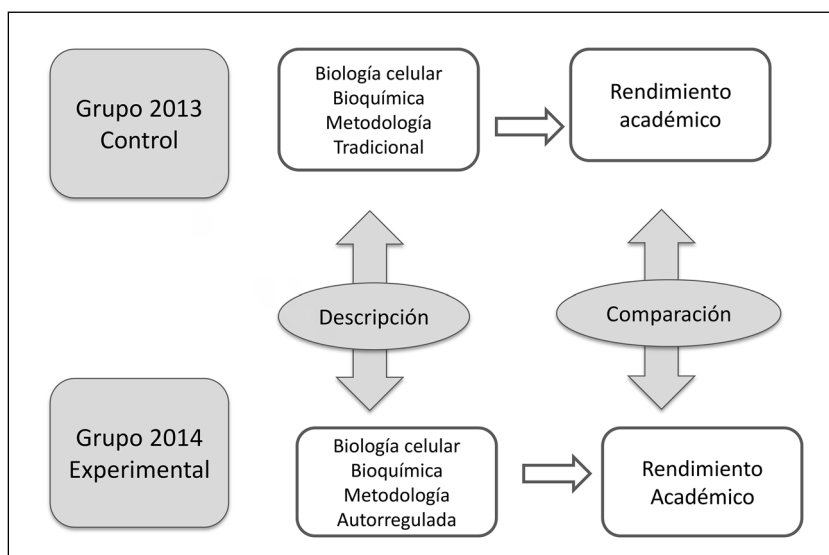 Grupo 2013
Control
Biología celular
Bioquímica
Metodología
Tradicional
Rendimiento
académico
Descripción
Comparación
Grupo 2014
Experimental
Biología celular
Bioquímica
Metodología
Autorregulada
Rendimiento
Académico